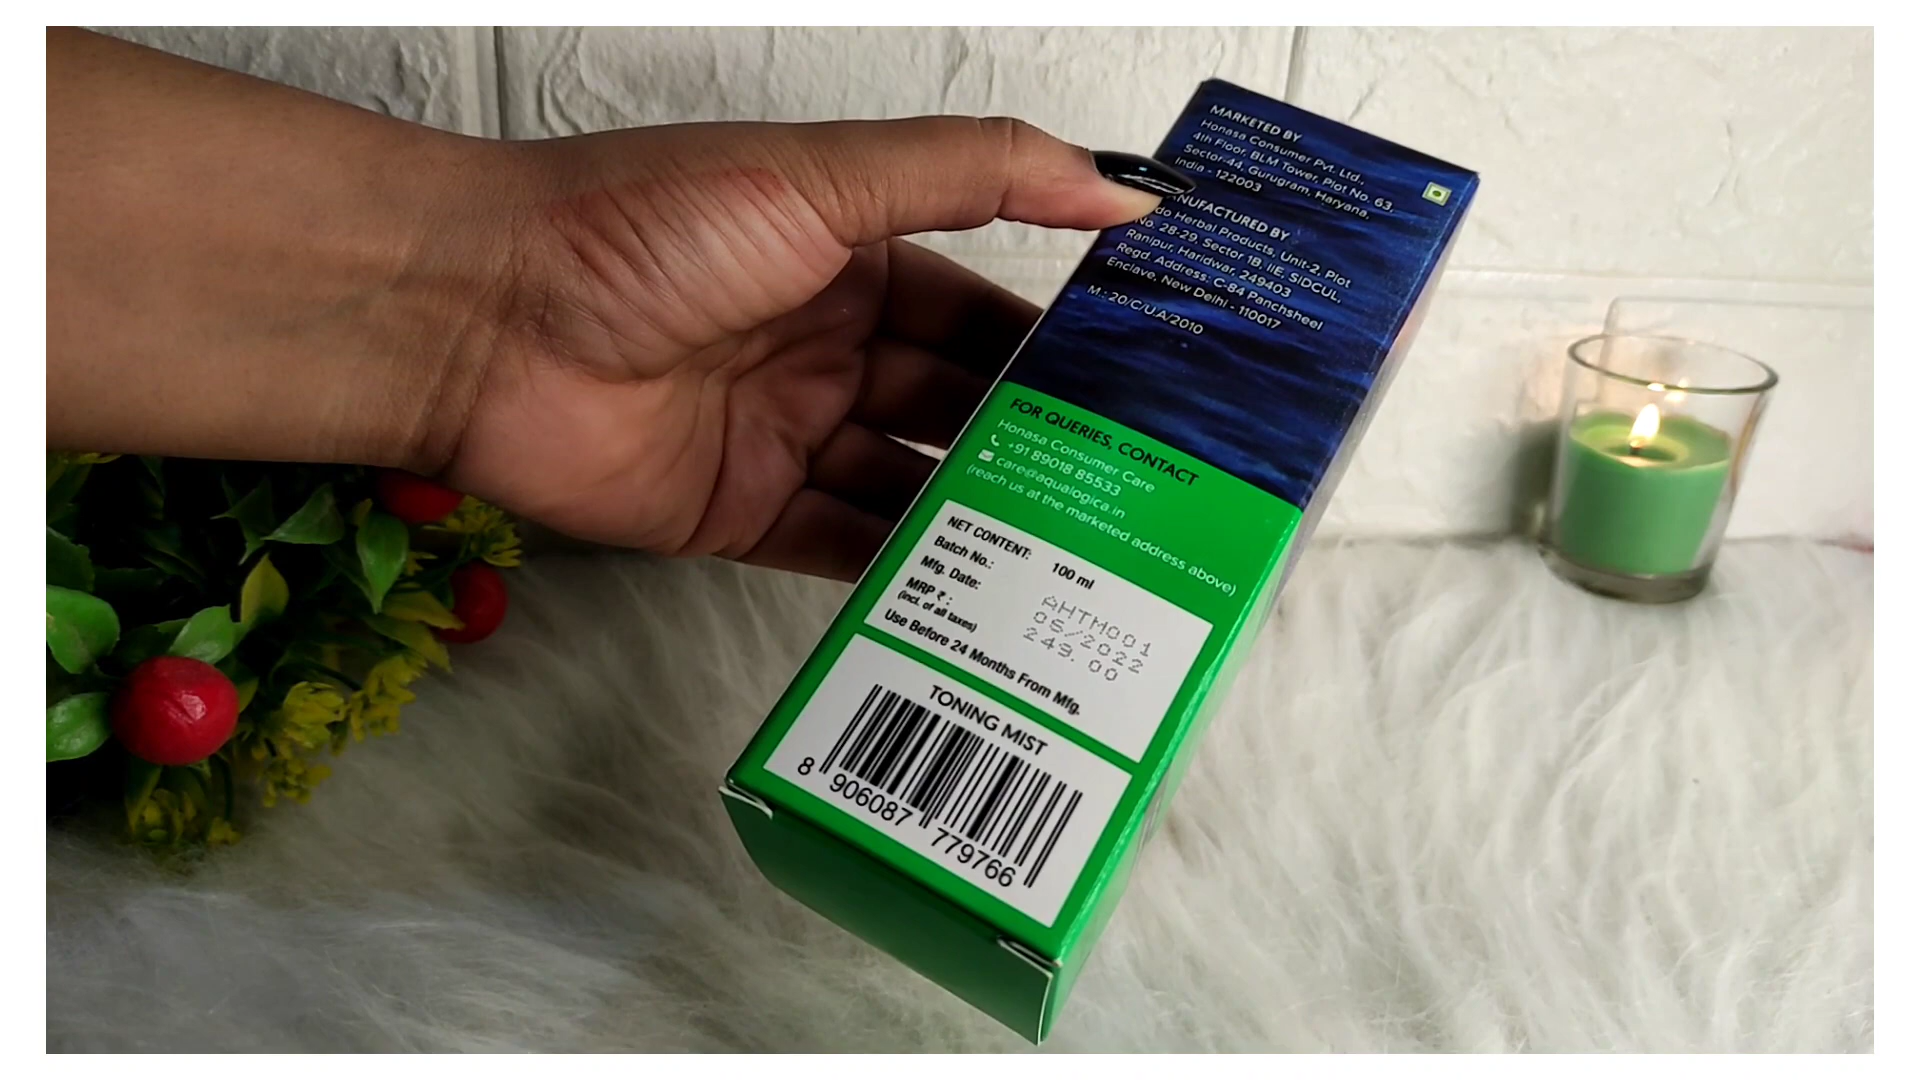 MARKETED BY
Honasa Consumer Pvt. Ltd.,
4th Floor, BLM Tower, Plot No. 63,
Sector-44, Gurugram, Haryana,
India - 122003
ANUFACTURED BY
do Herbal Products, Unit-2, Plot
No. 28-29, Sector 1B, IIE, SIDCUL,
Ranipur, Haridwar, 249403
Regd. Address: C-84 Panchsheel
Enclave, New Delhi - 110017
M.: 20/C/U.A/2010
FOR QUERIES, CONTACT
Honasa Consumer Care
+91 89018 85533
care@aqualogica.in
(reach us at the marketed address above)
NET CONTENT: 100 ml
Batch No.: AHTM001
Mfg. Date: 05/2022
MRP ₹ : 249.00
(incl. of all taxes)
Use Before 24 Months From Mfg.
TONING MIST
8 906087 779766